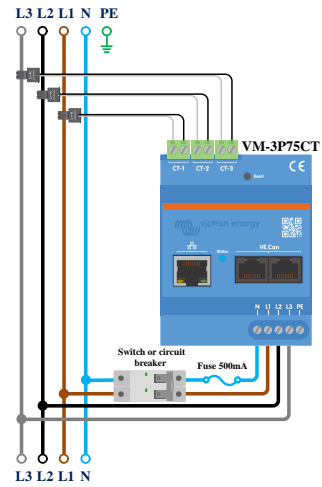 L3 L2 L1 N PE
VM-3P75CT
CT-1 CT-2 CT-3
Reset
CE
victron energy
Status
VE.Can
N L1 L2 L3 PE
Switch or circuit
breaker
Fuse 500mA
L3 L2 L1 N